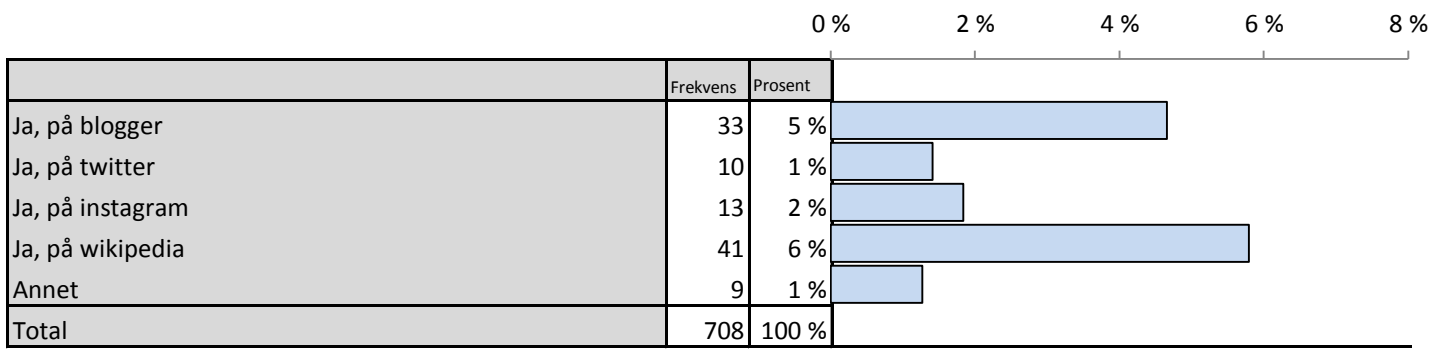 0 % 2 % 4 % 6 % 8 %
Frekvens Prosent
Ja, på blogger 33 5 %
Ja, på twitter 10 1 %
Ja, på instagram 13 2 %
Ja, på wikipedia 41 6 %
Annet 9 1 %
Total 708 100 %